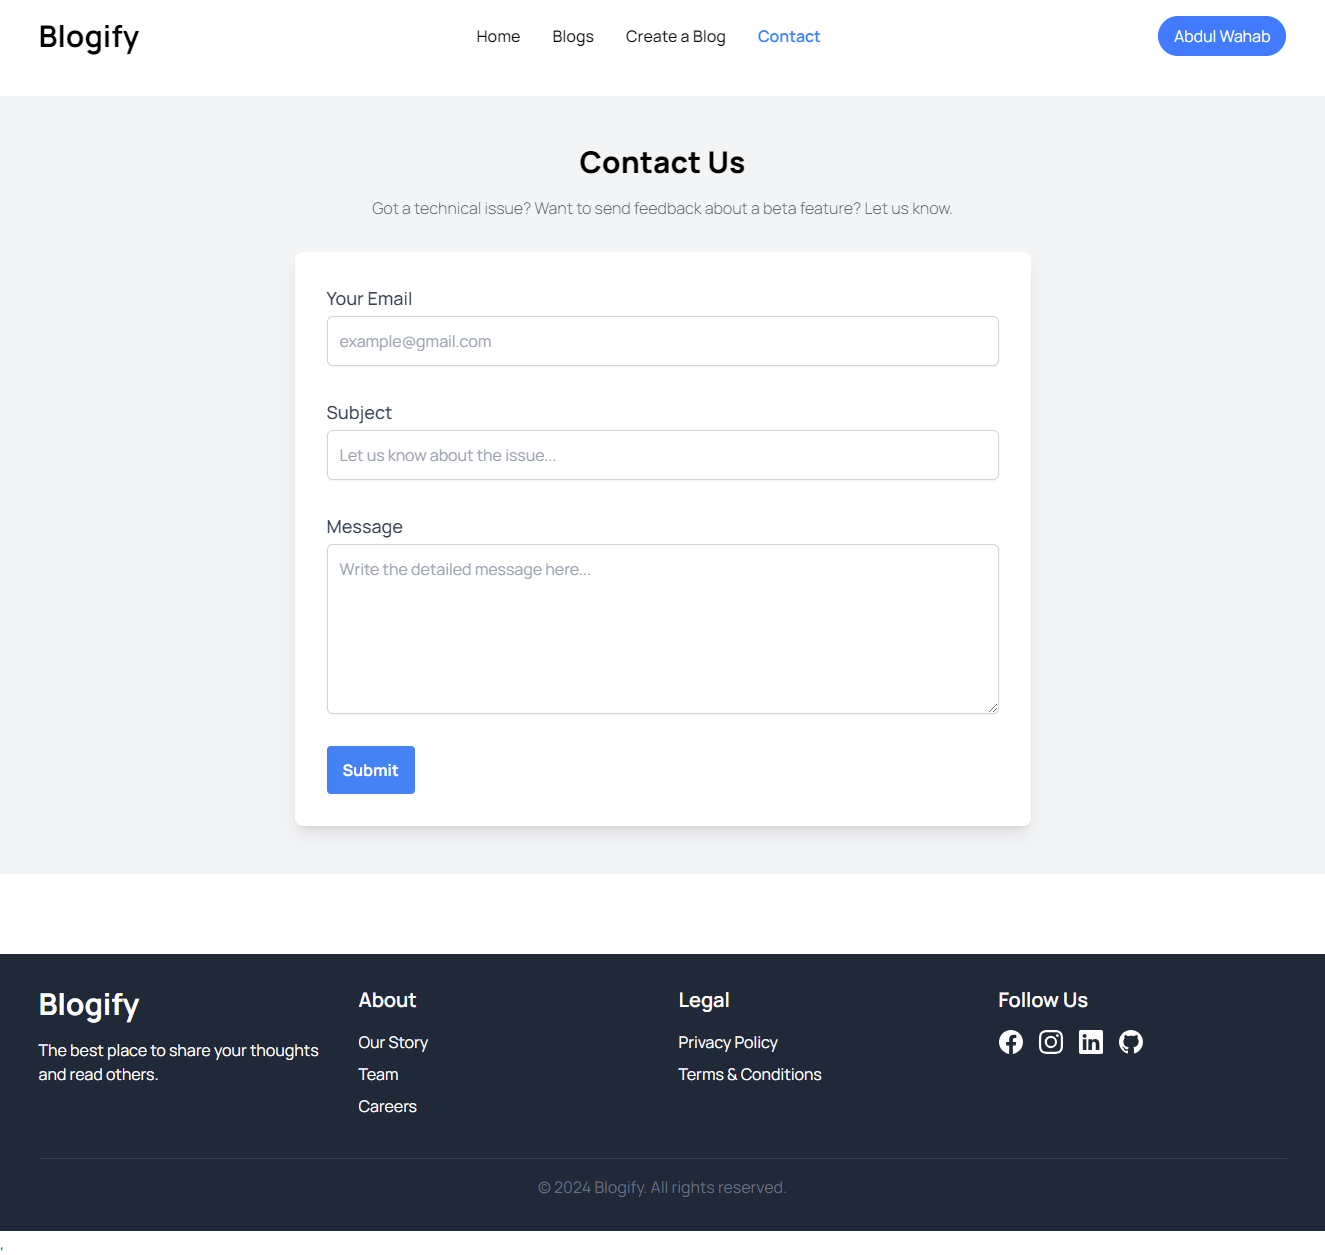 Blogify
Home
Blogs
Create a Blog
Contact
Abdul Wahab
Contact Us
Got a technical issue? Want to send feedback about a beta feature? Let us know.
Your Email
example@gmail.com
Subject
Let us know about the issue...
Message
Write the detailed message here...
Submit
Blogify
The best place to share your thoughts
and read others.
About
Our Story
Team
Careers
Legal
Privacy Policy
Terms & Conditions
Follow Us
© 2024 Blogify. All rights reserved.
,